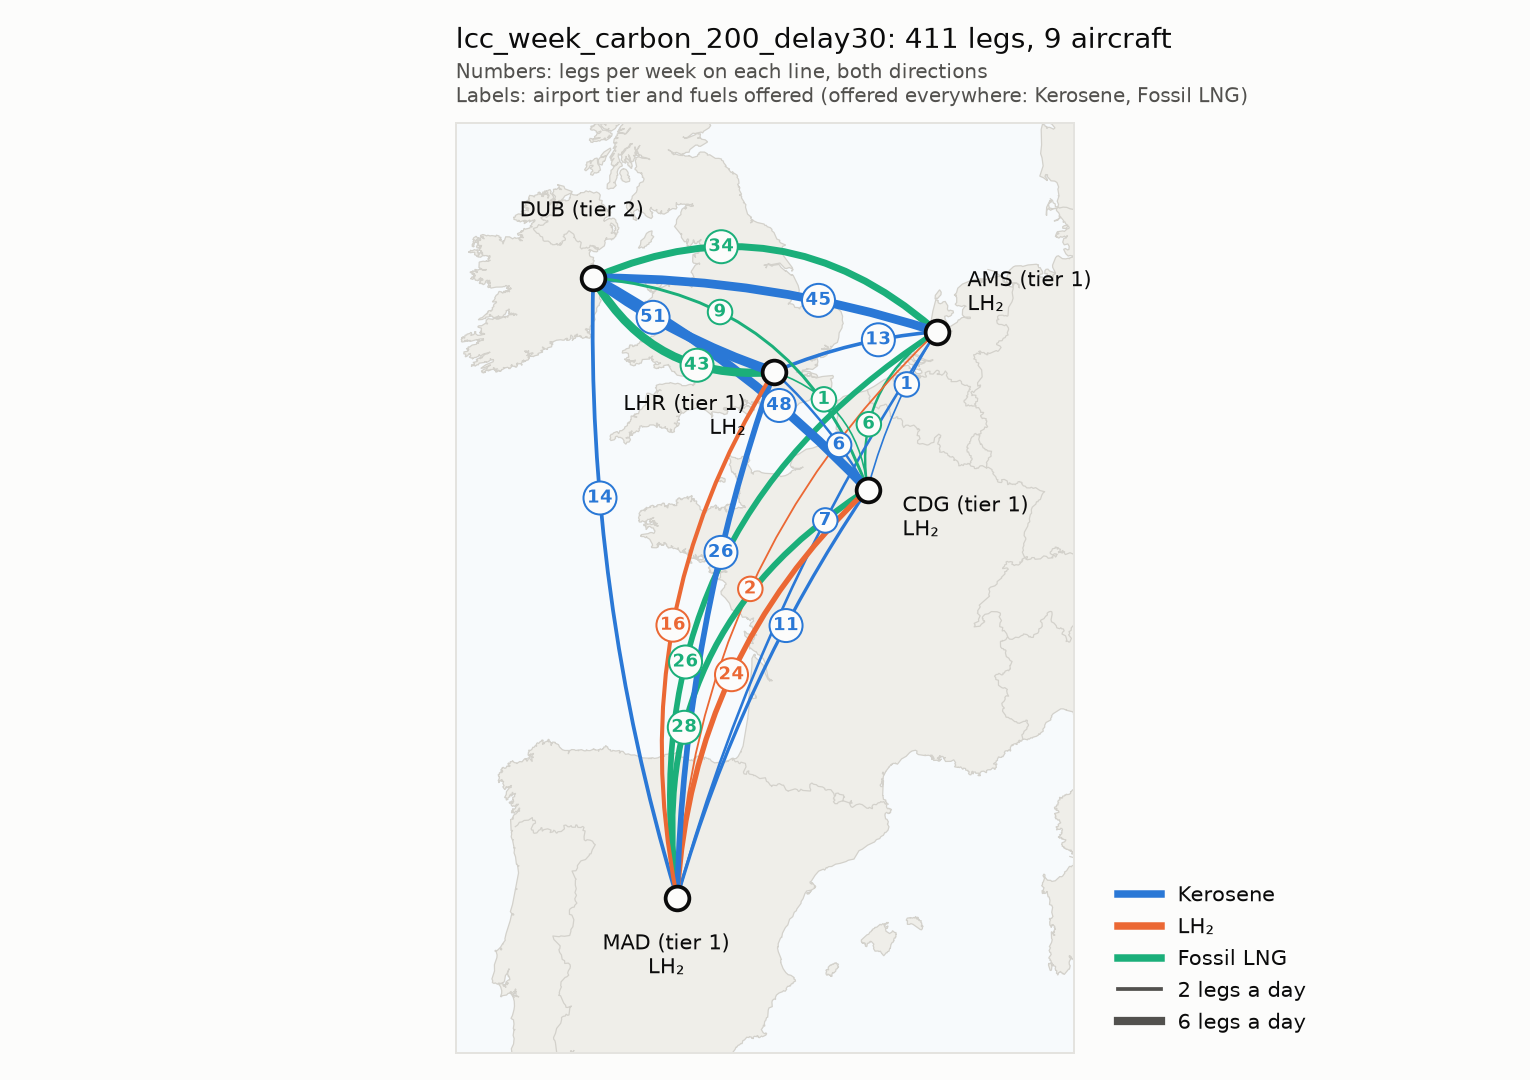 lcc_week_carbon_200_delay30: 411 legs, 9 aircraft
Numbers: legs per week on each line, both directions
Labels: airport tier and fuels offered (offered everywhere: Kerosene, Fossil LNG)
DUB (tier 2)
34
AMS (tier 1)
LH₂
45
9
51
13
43
1
1
LHR (tier 1)
LH₂
48
6
6
14
CDG (tier 1)
LH₂
7
26
2
16
11
26
24
28
MAD (tier 1)
LH₂
Kerosene
LH₂
Fossil LNG
2 legs a day
6 legs a day